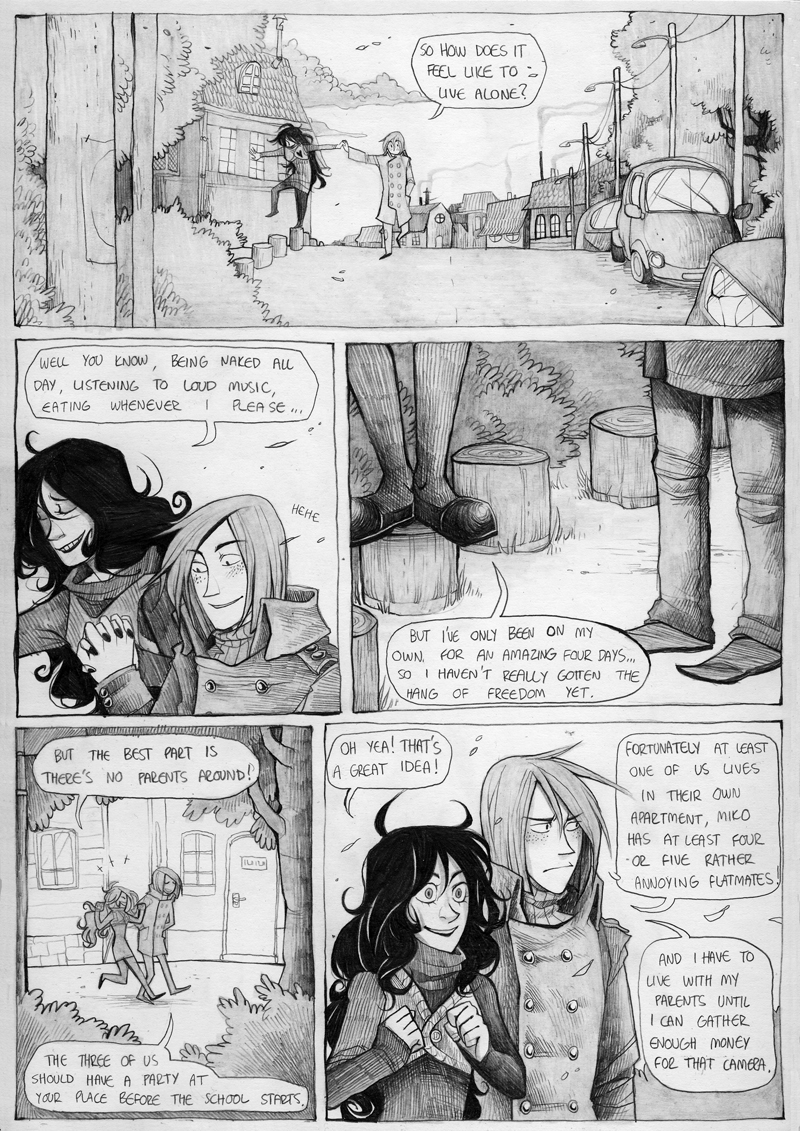 SO HOW DOES IT
FEEL LIKE TO
LIVE ALONE?
WELL YOU KNOW, BEING NAKED ALL
DAY, LISTENING TO LOUD MUSIC,
EATING WHENEVER I PLEASE...
HEHE
BUT I'VE ONLY BEEN ON MY
OWN. FOR AN AMAZING FOUR DAYS...
SO I HAVEN'T REALLY GOTTEN THE
HANG OF FREEDOM YET.
BUT THE BEST PART IS
THERE'S NO PARENTS AROUND!
THE THREE OF US
SHOULD HAVE A PARTY AT
YOUR PLACE BEFORE THE SCHOOL STARTS.
OH YEA! THAT'S
A GREAT IDEA!
FORTUNATELY AT LEAST
ONE OF US LIVES
IN THEIR OWN
APARTMENT, MIKO
HAS AT LEAST FOUR
OR FIVE RATHER
ANNOYING FLATMATES!
AND I HAVE TO
LIVE WITH MY
PARENTS UNTIL
I CAN GATHER
ENOUGH MONEY
FOR THAT CAMERA.